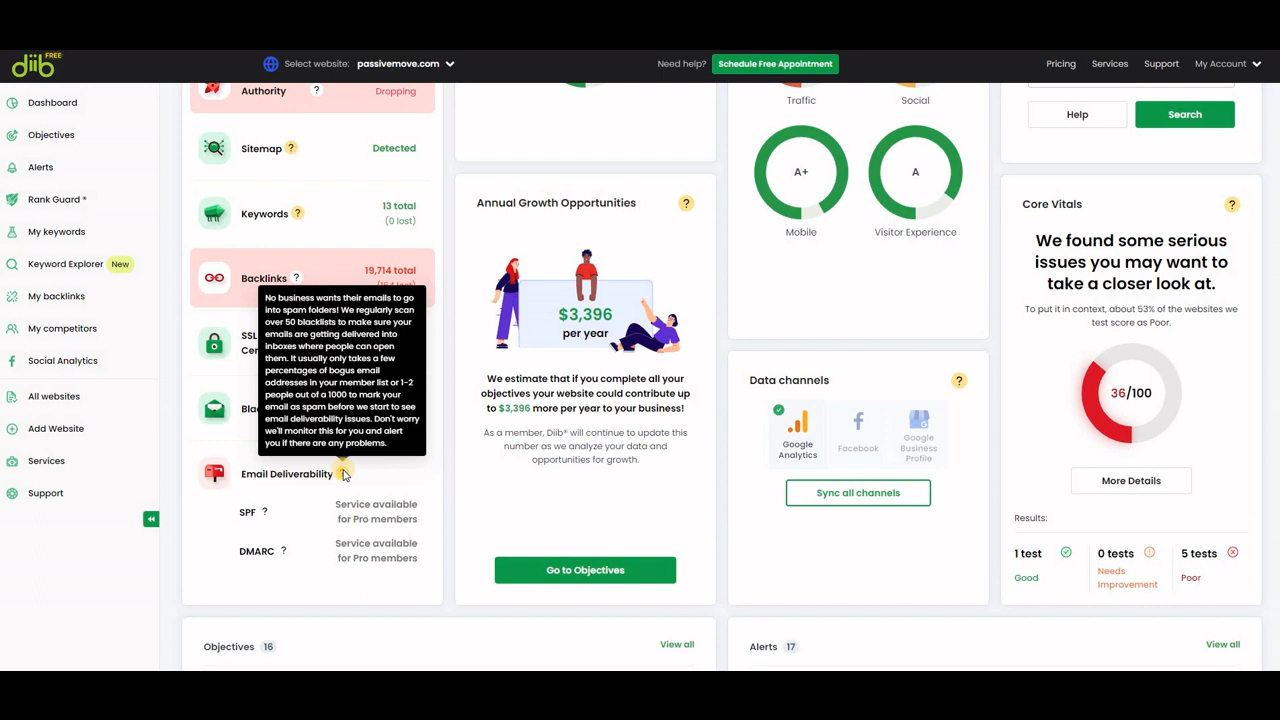 diib FREE
Select website: passivemove.com
Need help? Schedule Free Appointment
Pricing Services Support My Account
Dashboard
Objectives
Alerts
Rank Guard ®
My keywords
Keyword Explorer New
My backlinks
My competitors
Social Analytics
All websites
Add Website
Services
Support
Authority ? Dropping
Sitemap ? Detected
Keywords ? 13 total
(0 lost)
Backlinks ? 19,714 total
No business wants their emails to go
into spam folders! We regularly scan
over 50 blacklists to make sure your
emails are getting delivered into
inboxes where people can open
them. It usually only takes a few
percentages of bogus email
addresses in your member list or 1-2
people out of a 1000 to mark your
email as spam before we start to see
email deliverability issues. Don't worry
we'll monitor this for you and alert
you if there are any problems.
SSL
Email Deliverability
SPF ? Service available
for Pro members
DMARC ? Service available
for Pro members
Annual Growth Opportunities ?
$3,396
per year
We estimate that if you complete all your
objectives your website could contribute up
to $3,396 more per year to your business!
As a member, Diib® will continue to update this
number as we analyze your data and
opportunities for growth.
Go to Objectives
Traffic Social
A+ A
Mobile Visitor Experience
Data channels ?
Google
Analytics
Facebook
Google
Business
Profile
Sync all channels
Help Search
Core Vitals ?
We found some serious
issues you may want to
take a closer look at.
To put it in context, about 53% of the websites we
test score as Poor.
36/100
More Details
Results:
1 test 0 tests 5 tests
Good Needs
Improvement Poor
Objectives 16 View all
Alerts 17 View all